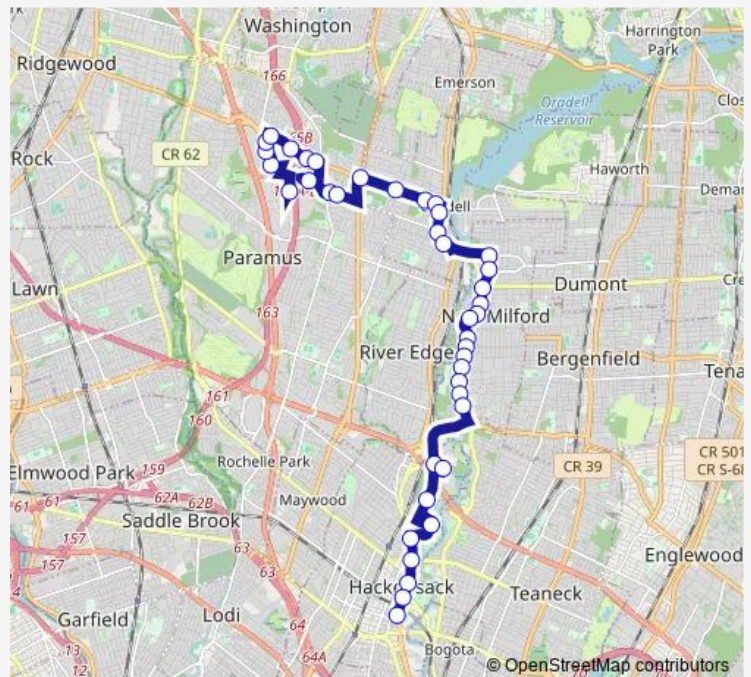 Washington
Harrington
Park
Ridgewood
166
Emerson
Clos
Oradell
Reservoir
65B
CR 62
Rock
Haworth
Demar
dell
Paramus
Lawn
Dumont
Cre
163
N
Milford
River Edge
Bergenfield
Tena
161
160
Rochelle Park
CR 39
CR 501
CR S-68
Elmwood Park
159
61
61
62A
62B
Maywood
Saddle Brook
157
63
Englewood
157
63
Hack
sack
Teaneck
Garfield
Lodi
64
13
12
64A
Bogota
© OpenStreetMap contributors